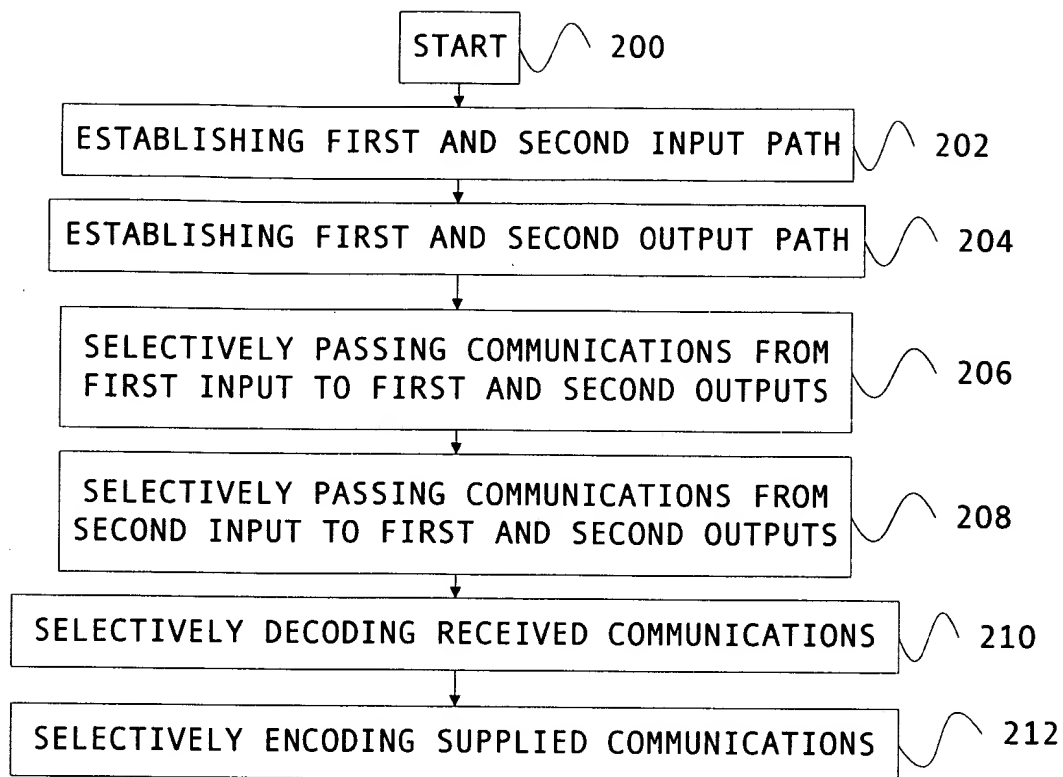 START 200
ESTABLISHING FIRST AND SECOND INPUT PATH 202
ESTABLISHING FIRST AND SECOND OUTPUT PATH 204
SELECTIVELY PASSING COMMUNICATIONS FROM
FIRST INPUT TO FIRST AND SECOND OUTPUTS 206
SELECTIVELY PASSING COMMUNICATIONS FROM
SECOND INPUT TO FIRST AND SECOND OUTPUTS 208
SELECTIVELY DECODING RECEIVED COMMUNICATIONS 210
SELECTIVELY ENCODING SUPPLIED COMMUNICATIONS 212